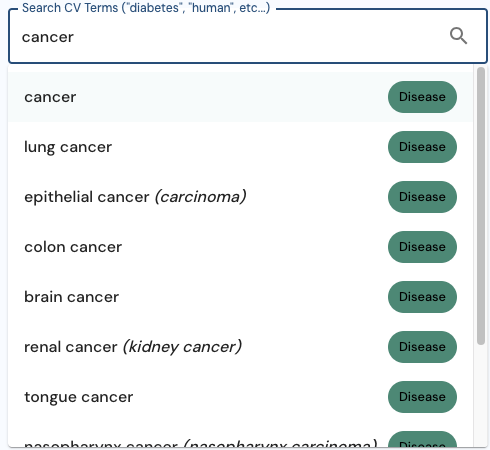 Search CV Terms ("diabetes", "human", etc...)
cancer
cancer Disease
lung cancer Disease
epithelial cancer (carcinoma) Disease
colon cancer Disease
brain cancer Disease
renal cancer (kidney cancer) Disease
tongue cancer Disease
nasopharynx cancer (nasopharynx carcinoma) Disease